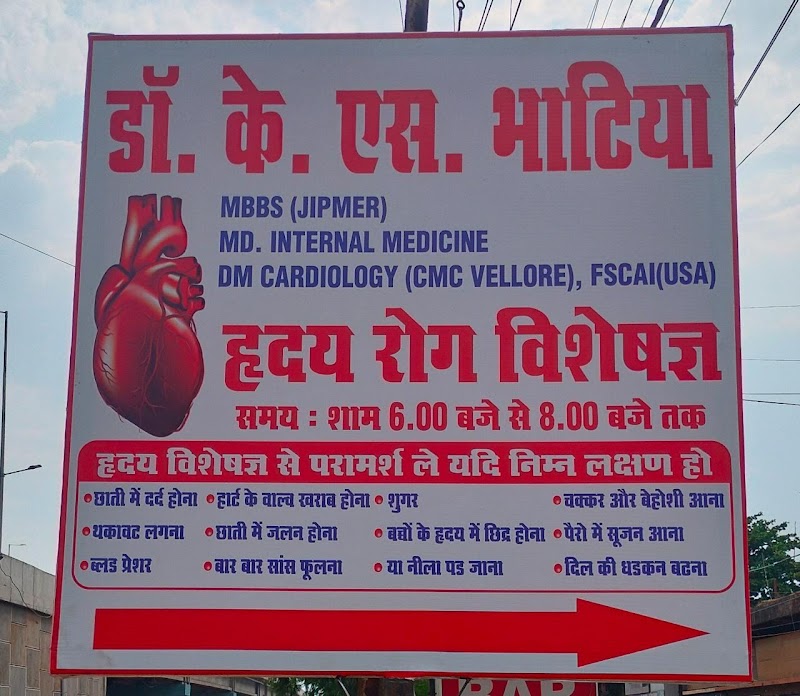 डॉ. के. एस. भाटिया
MBBS (JIPMER)
MD. INTERNAL MEDICINE
DM CARDIOLOGY (CMC VELLORE), FSCAI(USA)
हृदय रोग विशेषज्ञ
समय : शाम 6.00 बजे से 8.00 बजे तक
हृदय विशेषज्ञ से परामर्श ले यदि निम्न लक्षण हो
• छाती में दर्द होना • हार्ट के वाल्व खराब होना • शुगर • चक्कर और बेहोशी आना
• थकावट लगना • छाती में जलन होना • बच्चों के हृदय में छिद्र होना • पैरो में सूजन आना
• ब्लड प्रेशर • बार बार सांस फूलना • या नीला पड जाना • दिल की धडकन बढना